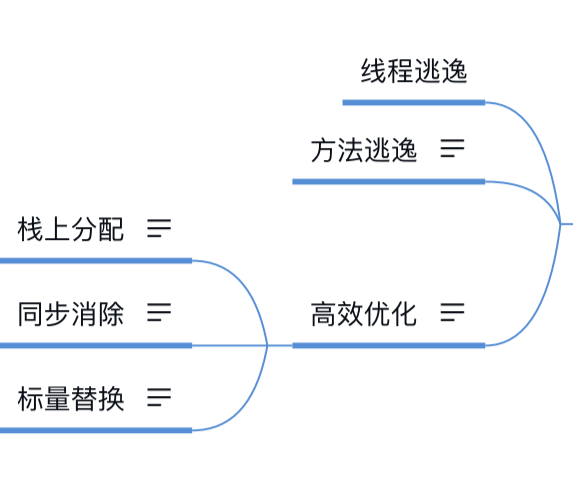 线程逃逸
方法逃逸
栈上分配
同步消除
高效优化
标量替换